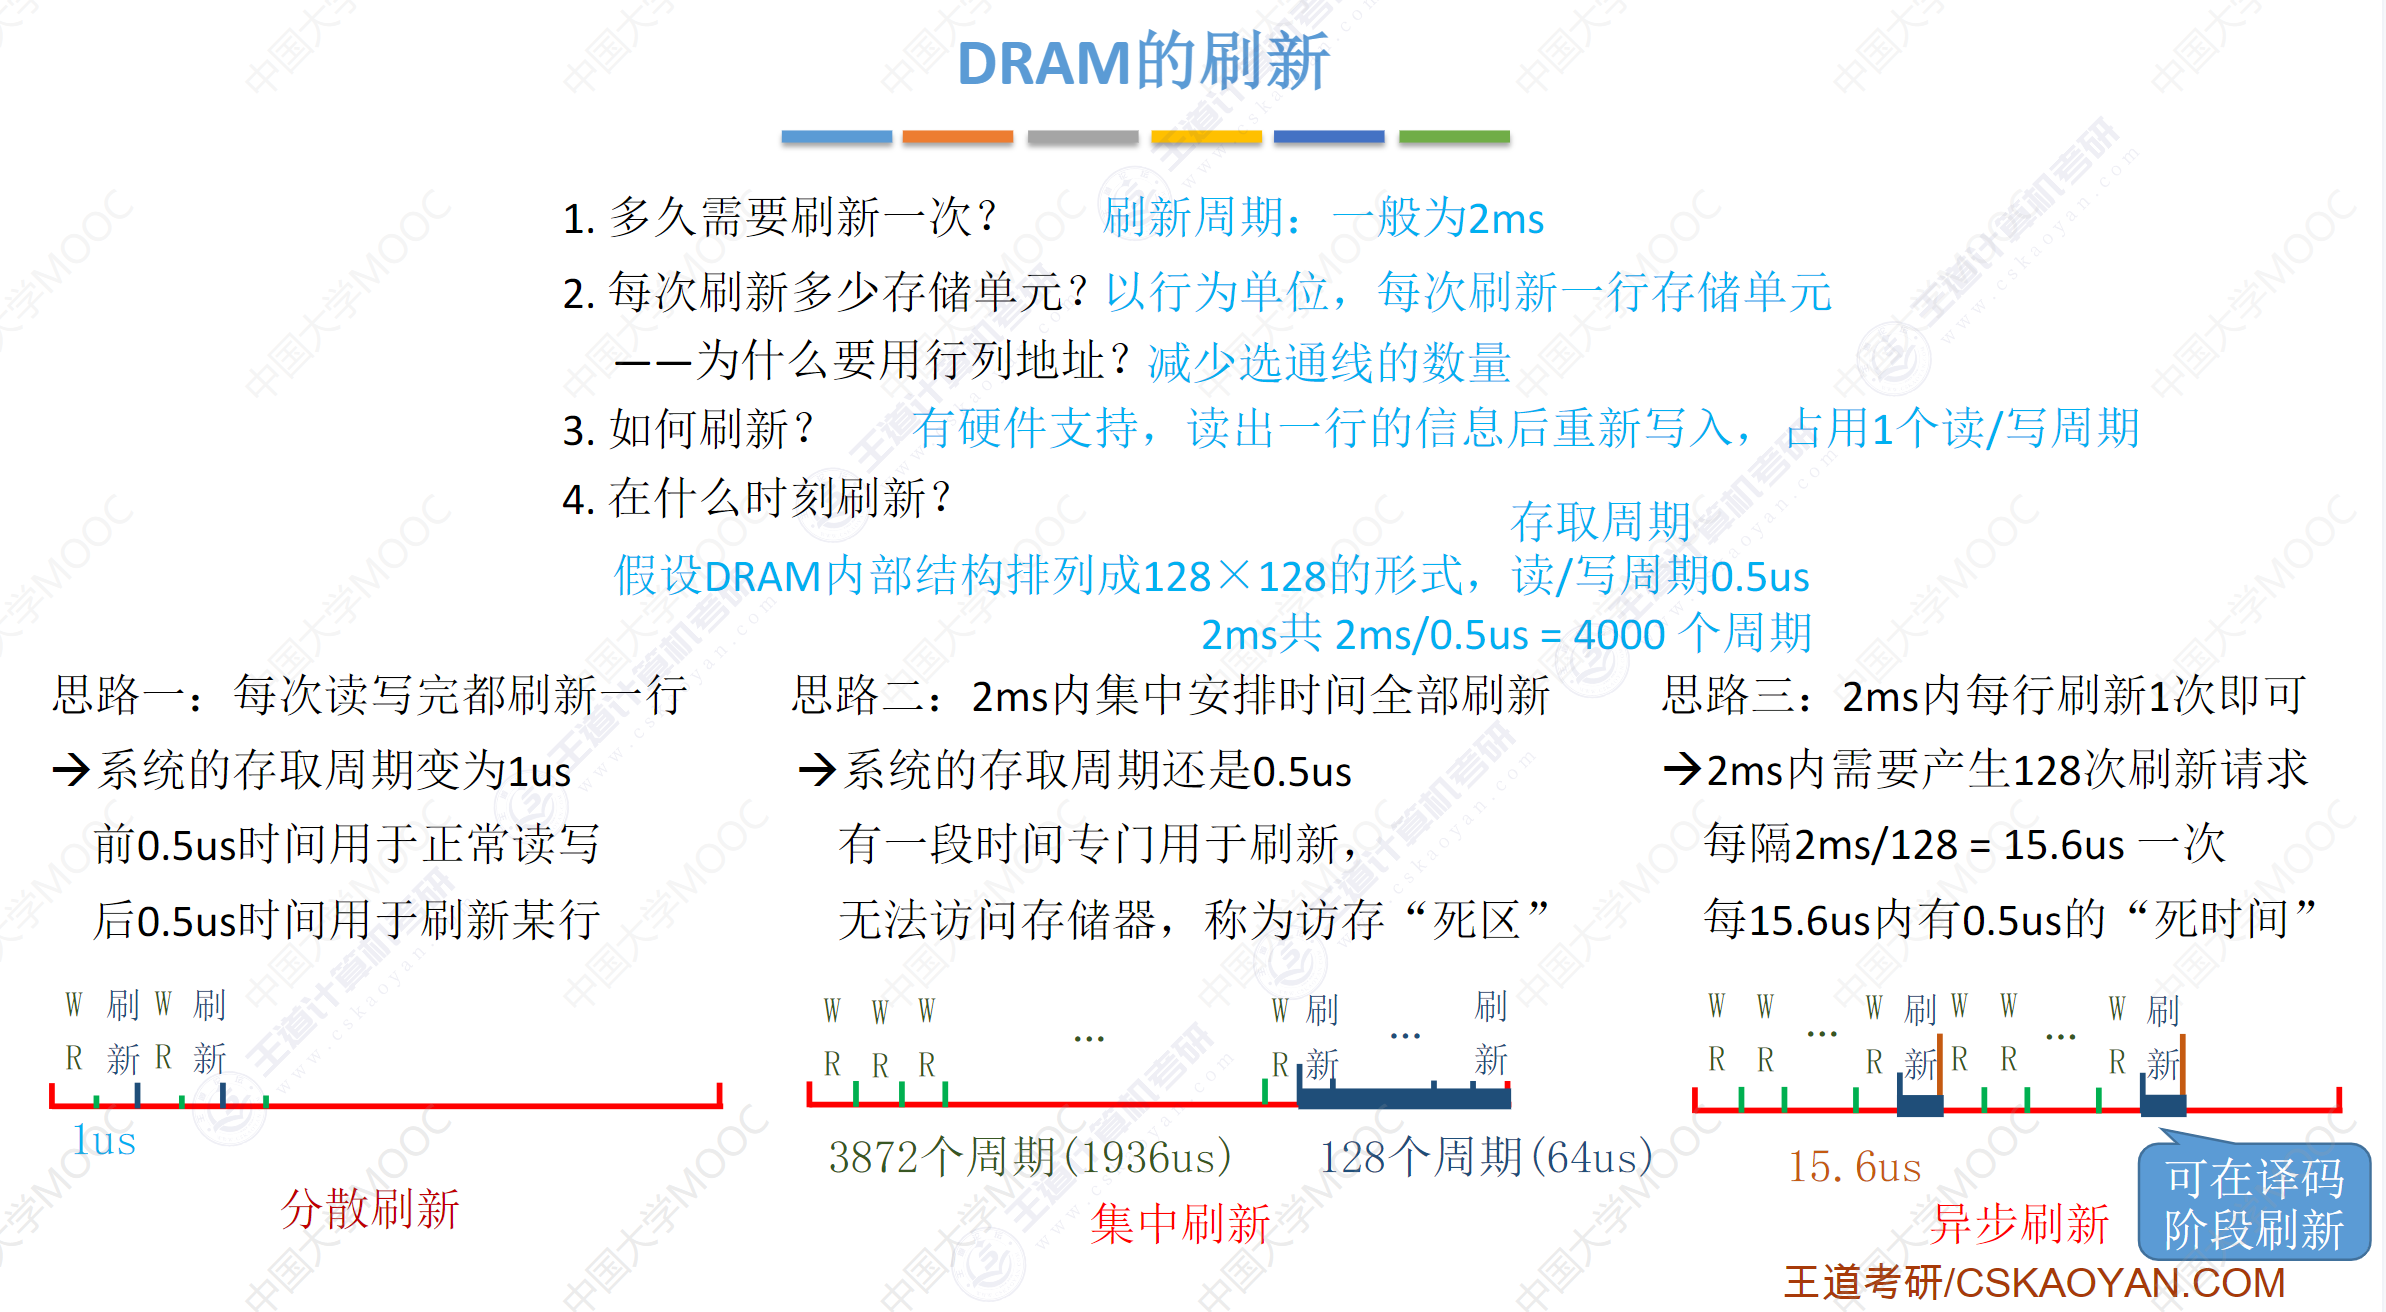 DRAM的刷新
1. 多久需要刷新一次？ 刷新周期：一般为2ms
2. 每次刷新多少存储单元？以行为单位，每次刷新一行存储单元
——为什么要用行列地址？减少选通线的数量
3. 如何刷新？ 有硬件支持，读出一行的信息后重新写入，占用1个读/写周期
4. 在什么时刻刷新？
存取周期
假设DRAM内部结构排列成128×128的形式，读/写周期0.5us
2ms共 2ms/0.5us = 4000 个周期
思路一：每次读写完都刷新一行
→系统的存取周期变为1us
前0.5us时间用于正常读写
后0.5us时间用于刷新某行
W 刷 W 刷
R 新 R 新
1us
分散刷新
思路二：2ms内集中安排时间全部刷新
→系统的存取周期还是0.5us
有一段时间专门用于刷新，
无法访问存储器，称为访存“死区”
W W W ... W 刷 ... 刷
R R R R 新 新
3872个周期(1936us) 128个周期(64us)
集中刷新
思路三：2ms内每行刷新1次即可
→2ms内需要产生128次刷新请求
每隔2ms/128 = 15.6us 一次
每15.6us内有0.5us的“死时间”
W W ... W 刷 W W ... W 刷
R R R 新 R R R 新
15.6us
异步刷新
可在译码
阶段刷新
王道考研/CSKAOYAN.COM
中国大学MOOC
王道计算机考研
www.cskaoyan.com